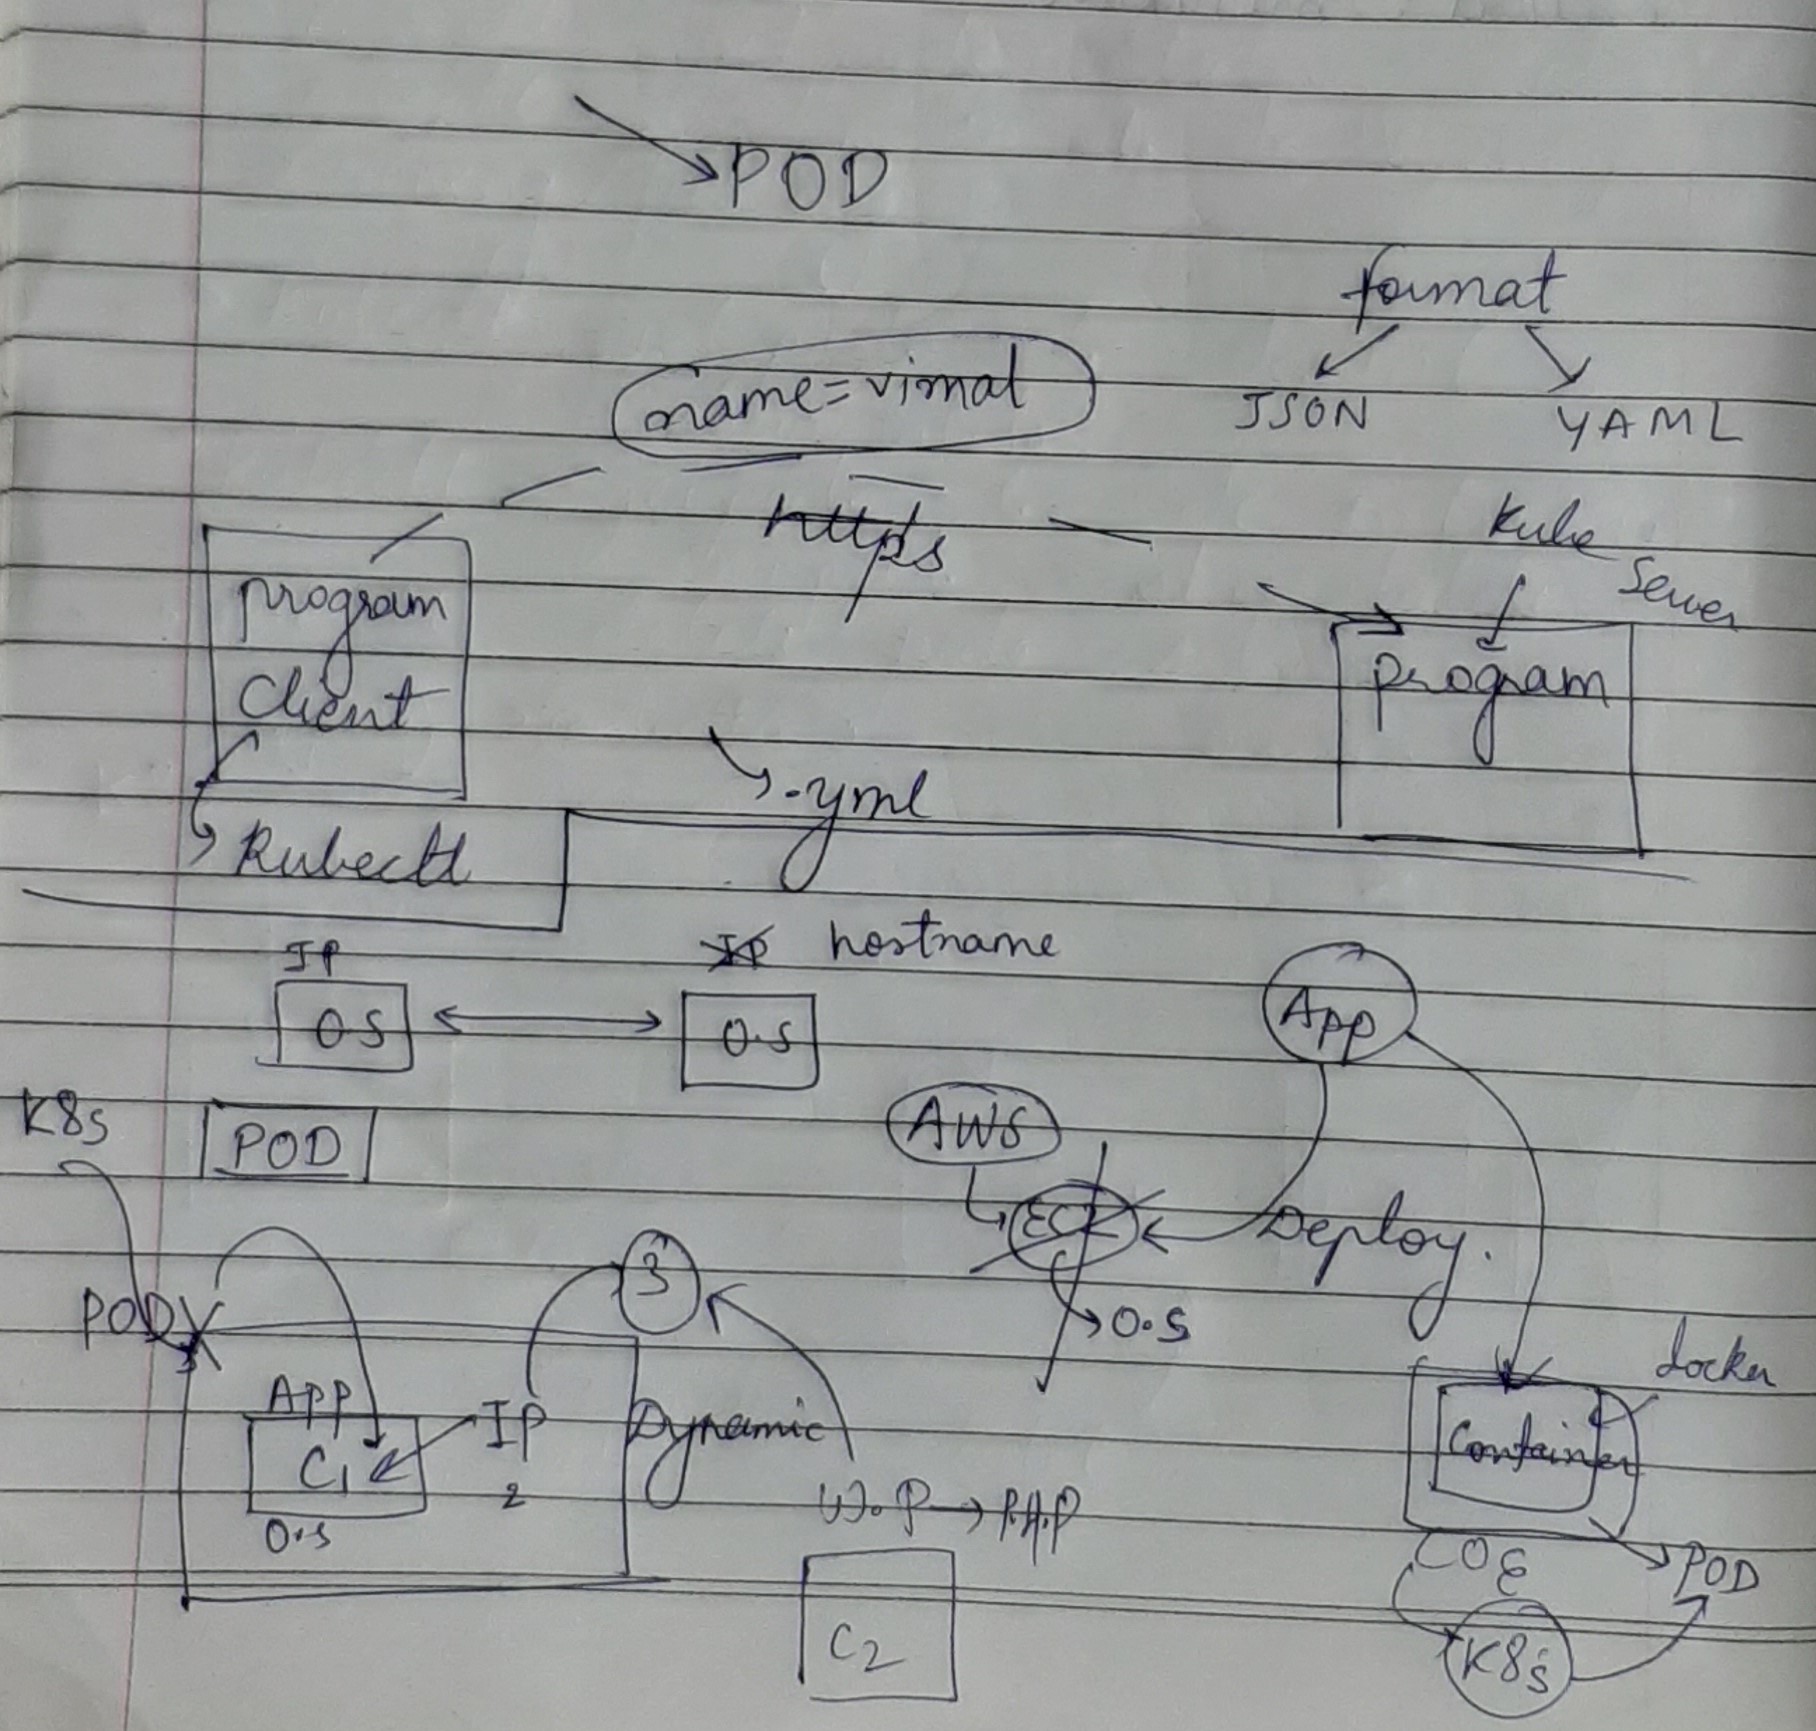 POD
format
JSON YAML
name=vimal
https
Kube
Server
program
Client
program
.yml
Kubectl
IP
IP hostname
O.S
O.S
App
K8s
POD
AWS
EC2
Deploy.
3
POD
O.S
docker
App
IP
Dynamic
C1
2
Container
W.P → P.H.P
O.S
COE
POD
C2
K8s